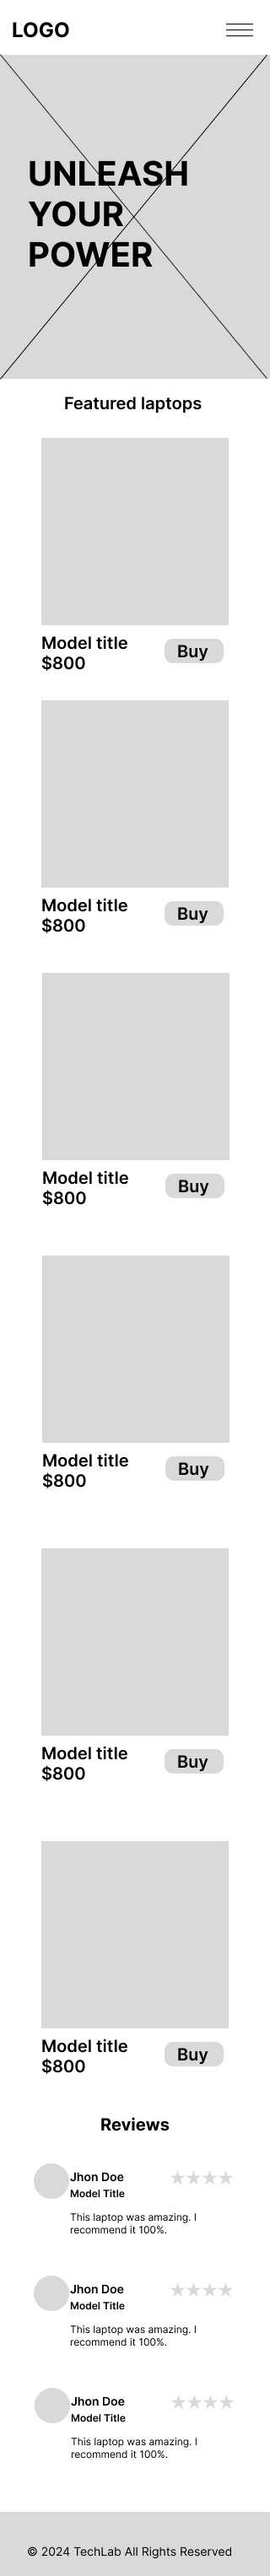 LOGO
UNLEASH
YOUR
POWER
Featured laptops
Model title
$800
Buy
Model title
$800
Buy
Model title
$800
Buy
Model title
$800
Buy
Model title
$800
Buy
Model title
$800
Buy
Reviews
Jhon Doe
Model Title
This laptop was amazing. I
recommend it 100%.
Jhon Doe
Model Title
This laptop was amazing. I
recommend it 100%.
Jhon Doe
Model Title
This laptop was amazing. I
recommend it 100%.
© 2024 TechLab All Rights Reserved